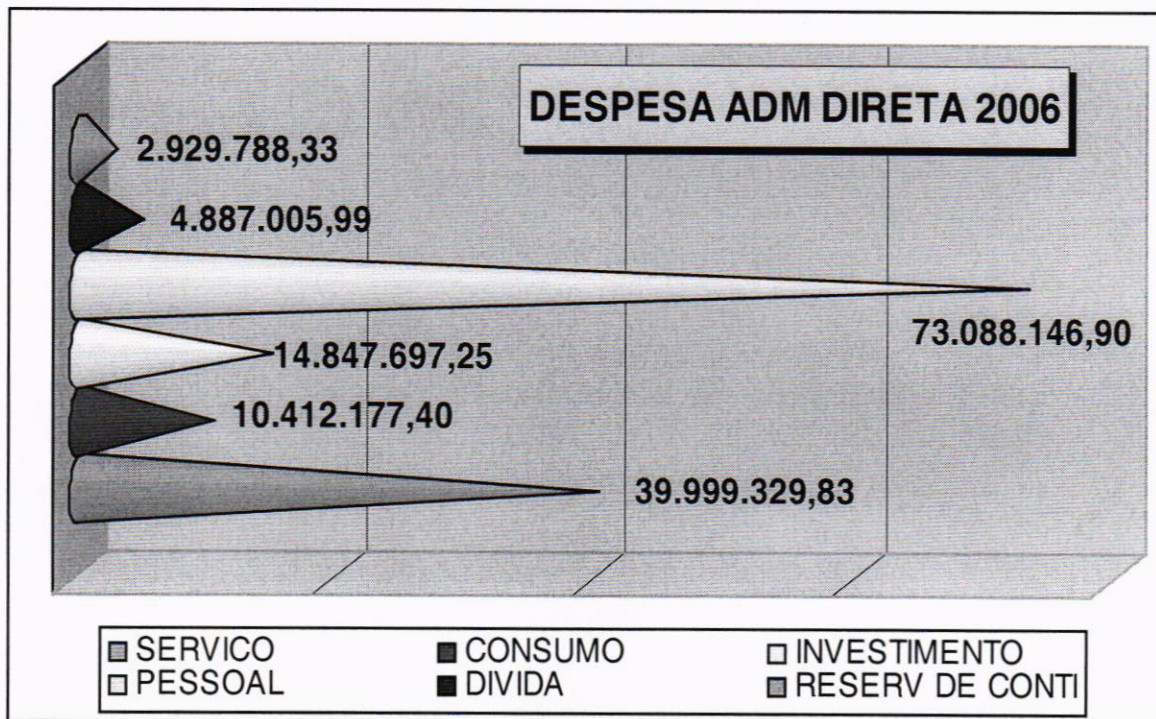 DESPESA ADM DIRETA 2006
2.929.788,33
4.887.005,99
73.088.146,90
14.847.697,25
10.412.177,40
39.999.329,83
SERVICO CONSUMO INVESTIMENTO
PESSOAL DIVIDA RESERV DE CONTI